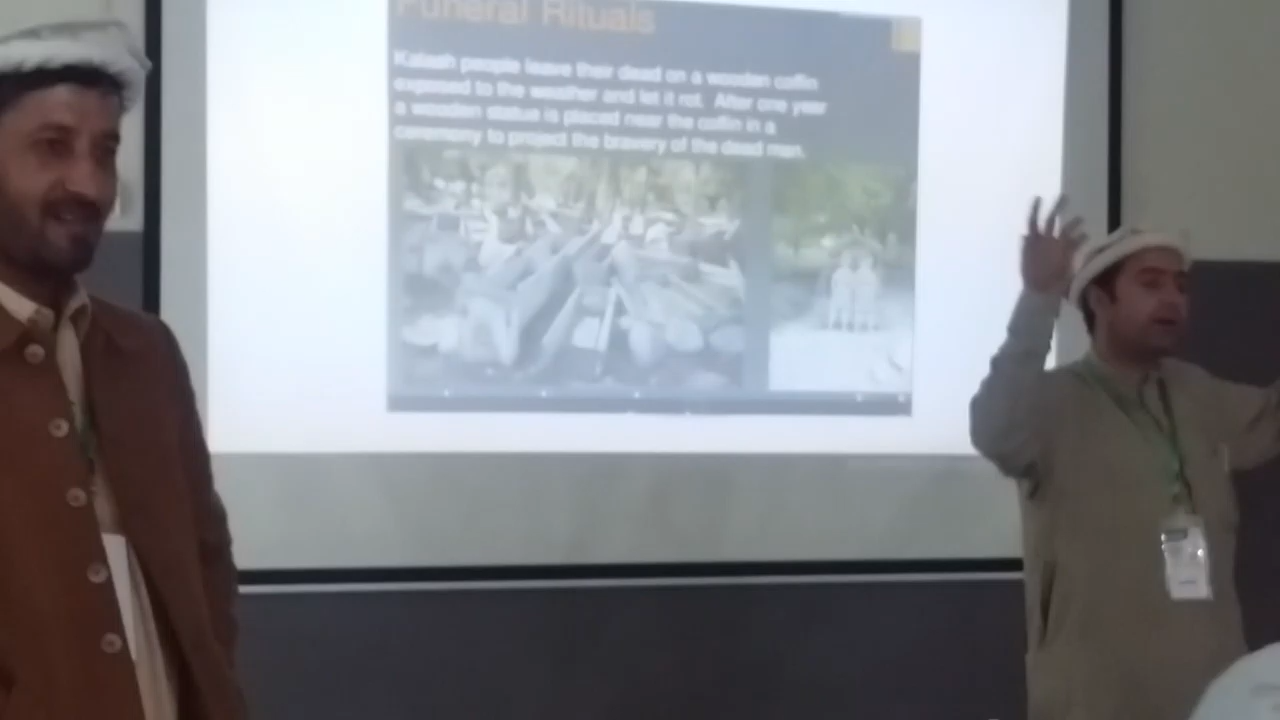 Funeral Rituals
Kalash people leave their dead on a wooden coffin
exposed to the weather and let it rot. After one year
a wooden statue is placed near the coffin in a
ceremony to project the bravery of the dead man.